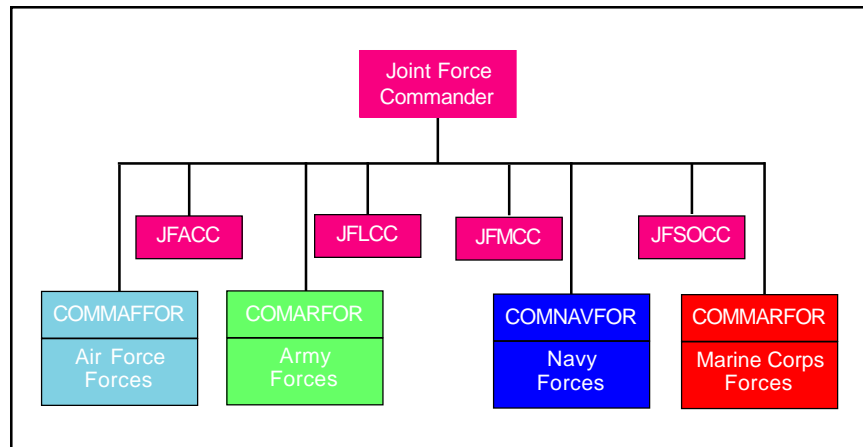 Joint Force
Commander
JFACC
JFLCC
JFMCC
JFSOCC
COMMAFFOR
Air Force
Forces
COMARFOR
Army
Forces
COMNAVFOR
Navy
Forces
COMMARFOR
Marine Corps
Forces